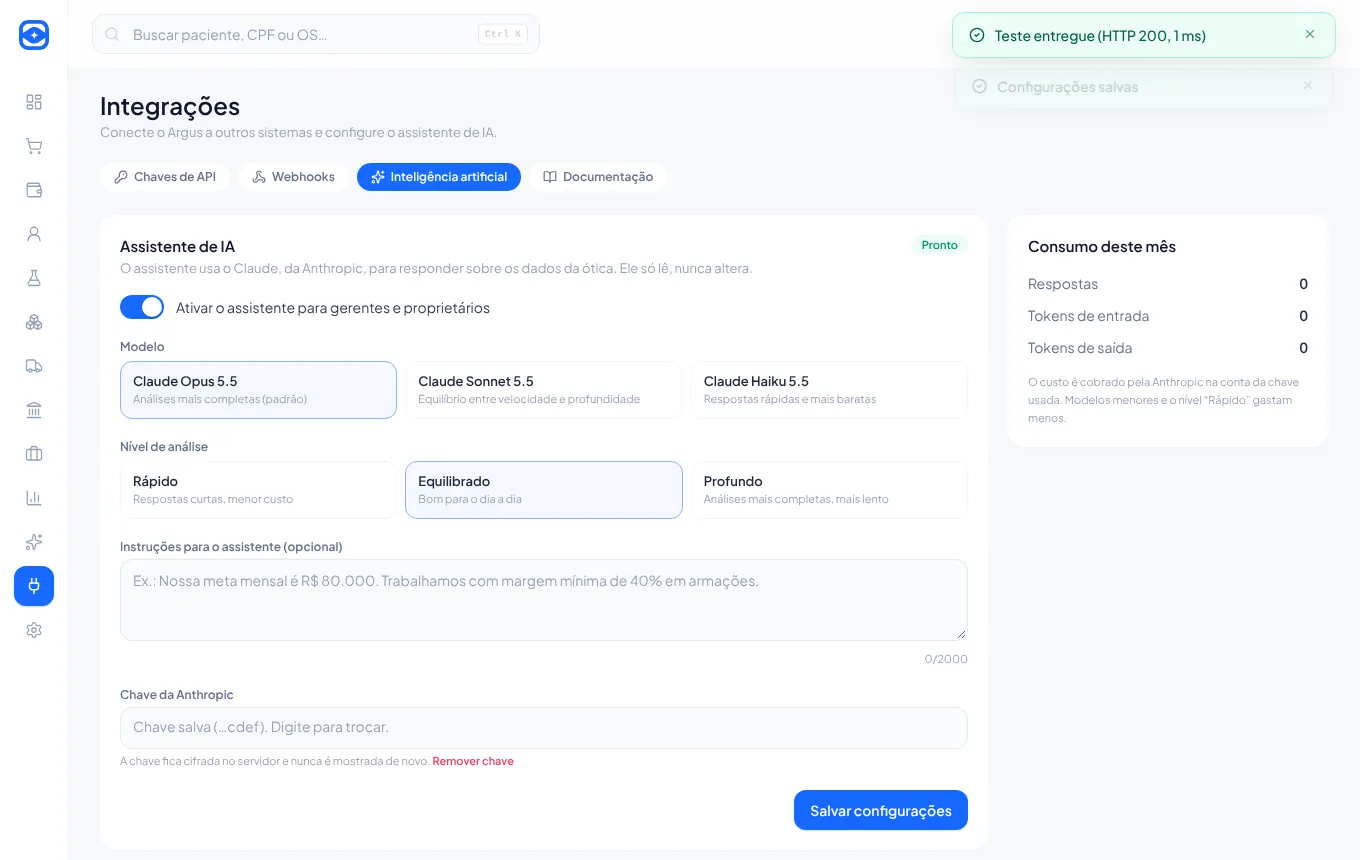 Buscar paciente, CPF ou OS...
Ctrl K
Teste entregue (HTTP 200, 1 ms)
Configurações salvas
Integrações
Conecte o Argus a outros sistemas e configure o assistente de IA.
Chaves de API
Webhooks
Inteligência artificial
Documentação
Assistente de IA
Pronto
O assistente usa o Claude, da Anthropic, para responder sobre os dados da ótica. Ele só lê, nunca altera.
Ativar o assistente para gerentes e proprietários
Modelo
Claude Opus 5.5
Análises mais completas (padrão)
Claude Sonnet 5.5
Equilíbrio entre velocidade e profundidade
Claude Haiku 5.5
Respostas rápidas e mais baratas
Nível de análise
Rápido
Respostas curtas, menor custo
Equilibrado
Bom para o dia a dia
Profundo
Análises mais completas, mais lento
Instruções para o assistente (opcional)
Ex.: Nossa meta mensal é R$ 80.000. Trabalhamos com margem mínima de 40% em armações.
0/2000
Chave da Anthropic
Chave salva (...cdef). Digite para trocar.
A chave fica cifrada no servidor e nunca é mostrada de novo. Remover chave
Salvar configurações
Consumo deste mês
Respostas 0
Tokens de entrada 0
Tokens de saída 0
O custo é cobrado pela Anthropic na conta da chave
usada. Modelos menores e o nível “Rápido” gastam
menos.